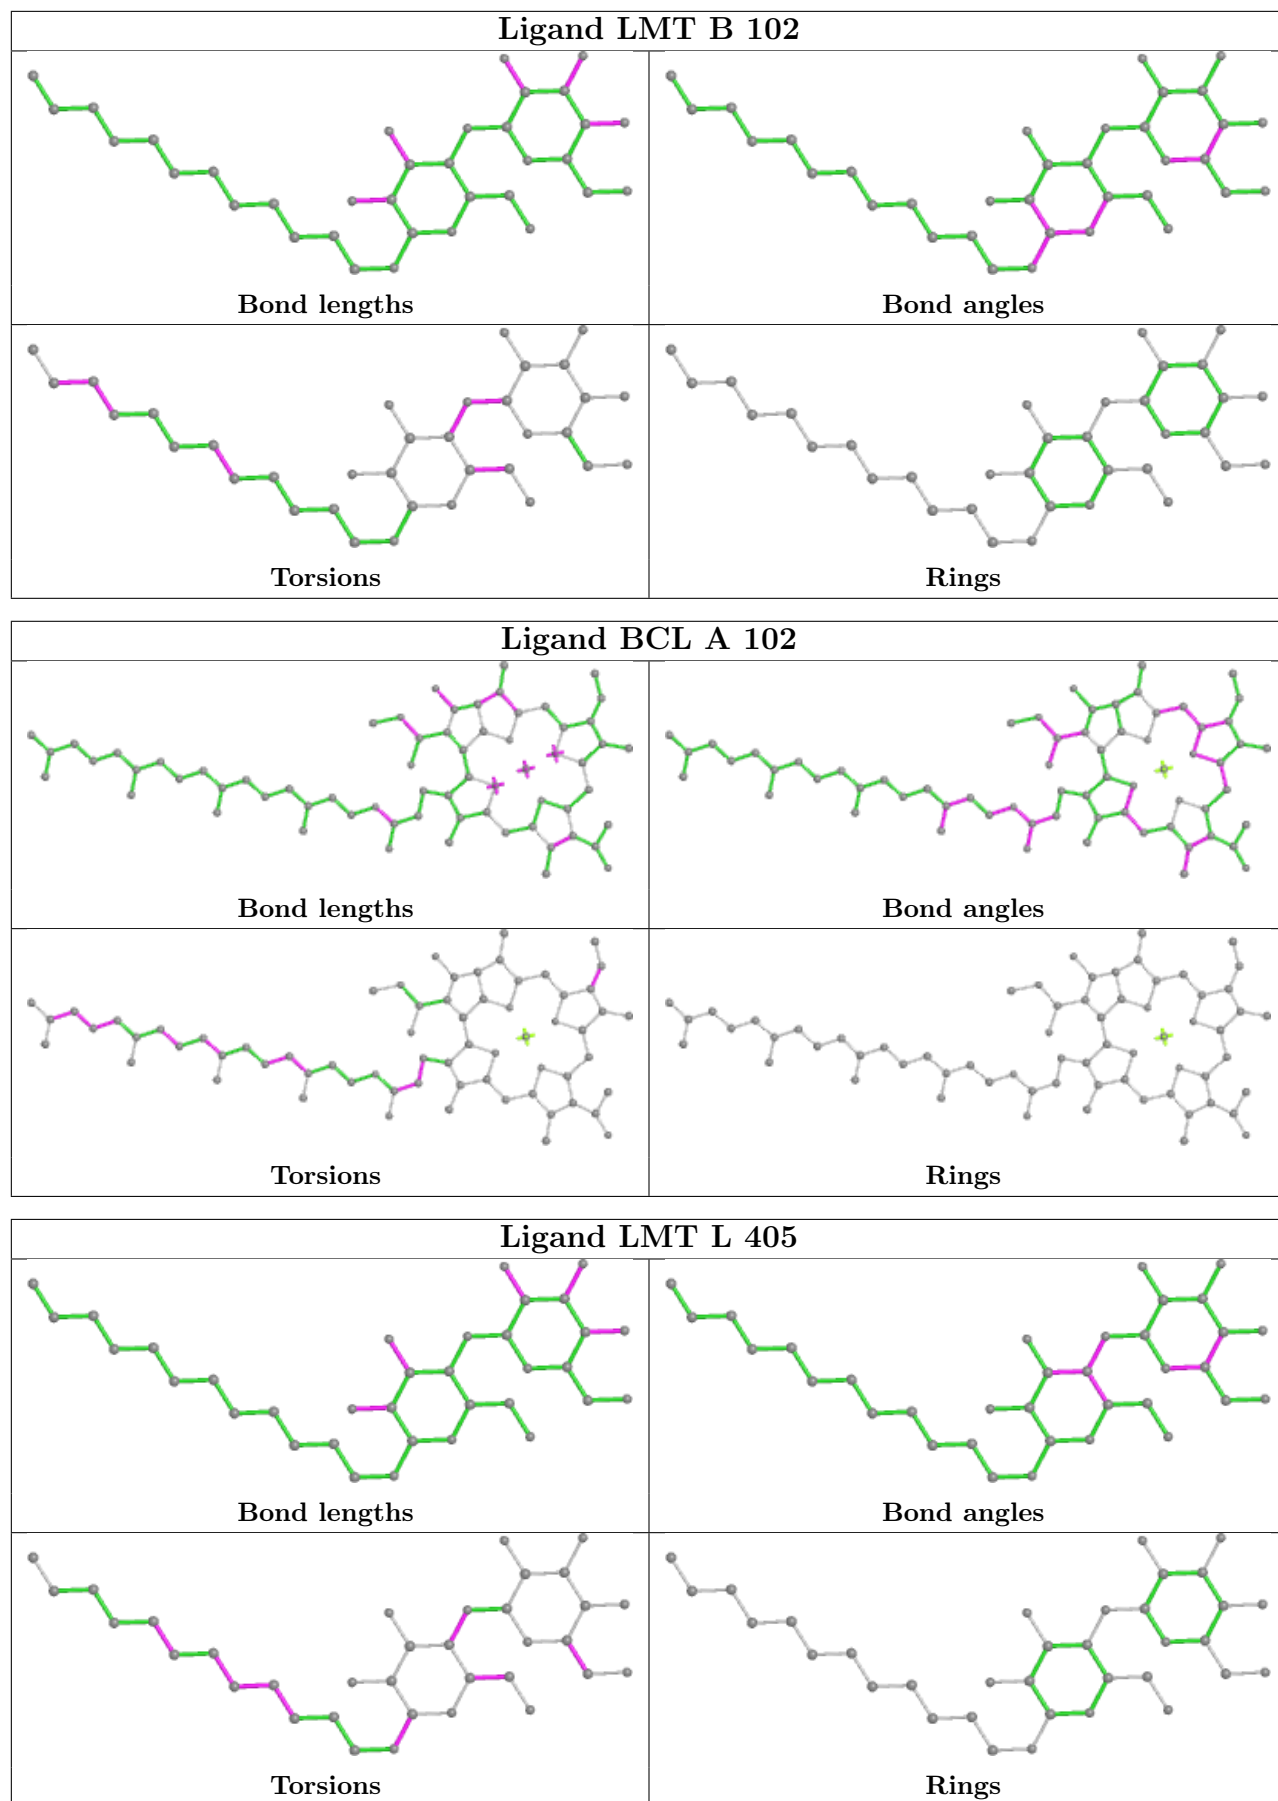 Ligand LMT B 102
Bond lengths
Bond angles
Torsions
Rings
Ligand BCL A 102
Bond lengths
Bond angles
Torsions
Rings
Ligand LMT L 405
Bond lengths
Bond angles
Torsions
Rings